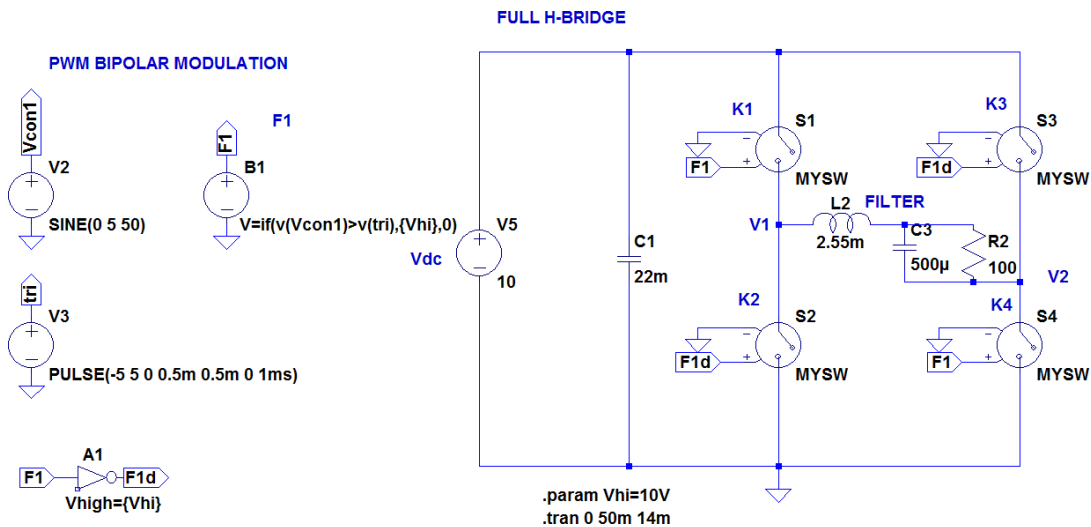 FULL H-BRIDGE
PWM BIPOLAR MODULATION
Vcon1
V2
SINE(0 5 50)
F1
F1
B1
V=if(v(Vcon1)>v(tri),{Vhi},0)
tri
V3
PULSE(-5 5 0 0.5m 0.5m 0 1ms)
A1
F1
F1d
Vhigh={Vhi}
V5
Vdc
10
C1
22m
K1
S1
F1
MYSW
K3
S3
F1d
MYSW
FILTER
V1
L2
2.55m
C3
500µ
R2
100
V2
K2
S2
F1d
MYSW
K4
S4
F1
MYSW
.param Vhi=10V
.tran 0 50m 14m